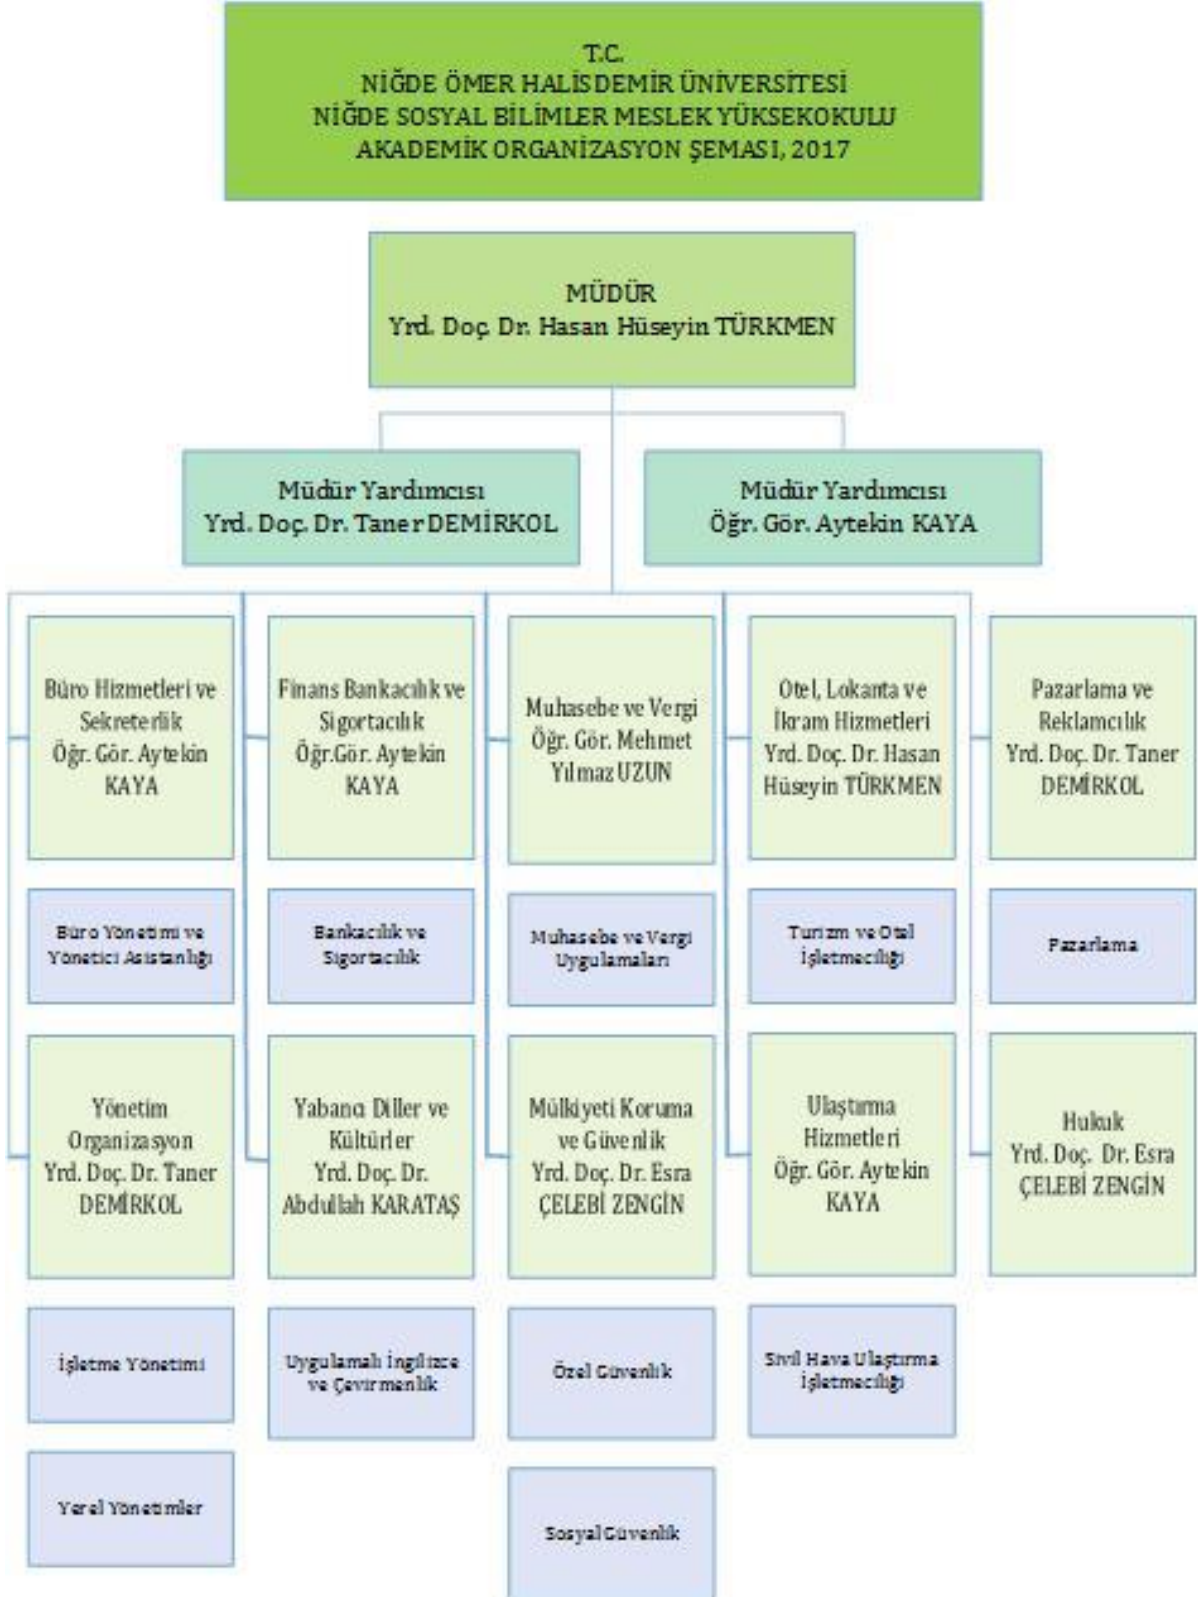 T.C.
NİĞDE ÖMER HALİSDEMİR ÜNİVERSİTESİ
NİĞDE SOSYAL BİLİMLER MESLEK YÜKSEKOKULU
AKADEMİK ORGANİZASYON ŞEMASI, 2017
MÜDÜR
Yrd. Doç. Dr. Hasan Hüseyin TÜRKMEN
Müdür Yardımcısı
Yrd. Doç. Dr. Taner DEMİRKOL
Müdür Yardımcısı
Öğr. Gör. Aytekin KAYA
Büro Hizmetleri ve
Sekreterlik
Öğr. Gör. Aytekin
KAYA
Finans Bankacılık ve
Sigortacılık
Öğr.Gör. Aytekin
KAYA
Muhasebe ve Vergi
Öğr. Gör. Mehmet
Yılmaz UZUN
Otel, Lokanta ve
İkram Hizmetleri
Yrd. Doç. Dr. Hasan
Hüseyin TÜRKMEN
Pazarlama ve
Reklamcılık
Yrd. Doç. Dr. Taner
DEMİRKOL
Büro Yönetimi ve
Yönetici Asistanlığı
Bankacılık ve
Sigortacılık
Muhasebe ve Vergi
Uygulamaları
Turizm ve Otel
İşletmeciliği
Pazarlama
Yönetim
Organizasyon
Yrd. Doç. Dr. Taner
DEMİRKOL
Yabancı Diller ve
Kültürler
Yrd. Doç. Dr.
Abdullah KARATAŞ
Mülkiyeti Koruma
ve Güvenlik
Yrd. Doç. Dr. Esra
ÇELEBİ ZENGİN
Ulaştırma
Hizmetleri
Öğr. Gör. Aytekin
KAYA
Hukuk
Yrd. Doç. Dr. Esra
ÇELEBİ ZENGİN
İşletme Yönetimi
Uygulamalı İngilizce
ve Çevirmenlik
Özel Güvenlik
Sivil Hava Ulaştırma
İşletmeciliği
Yerel Yönetimler
Sosyal Güvenlik